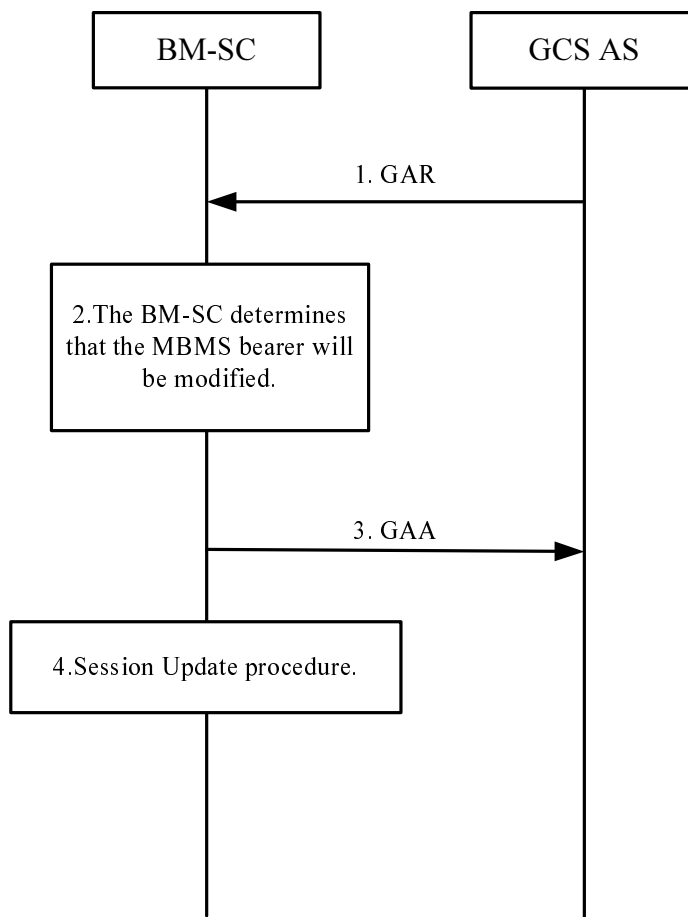 BM-SC
GCS AS
1. GAR
2.The BM-SC determines
that the MBMS bearer will
be modified.
3. GAA
4.Session Update procedure.